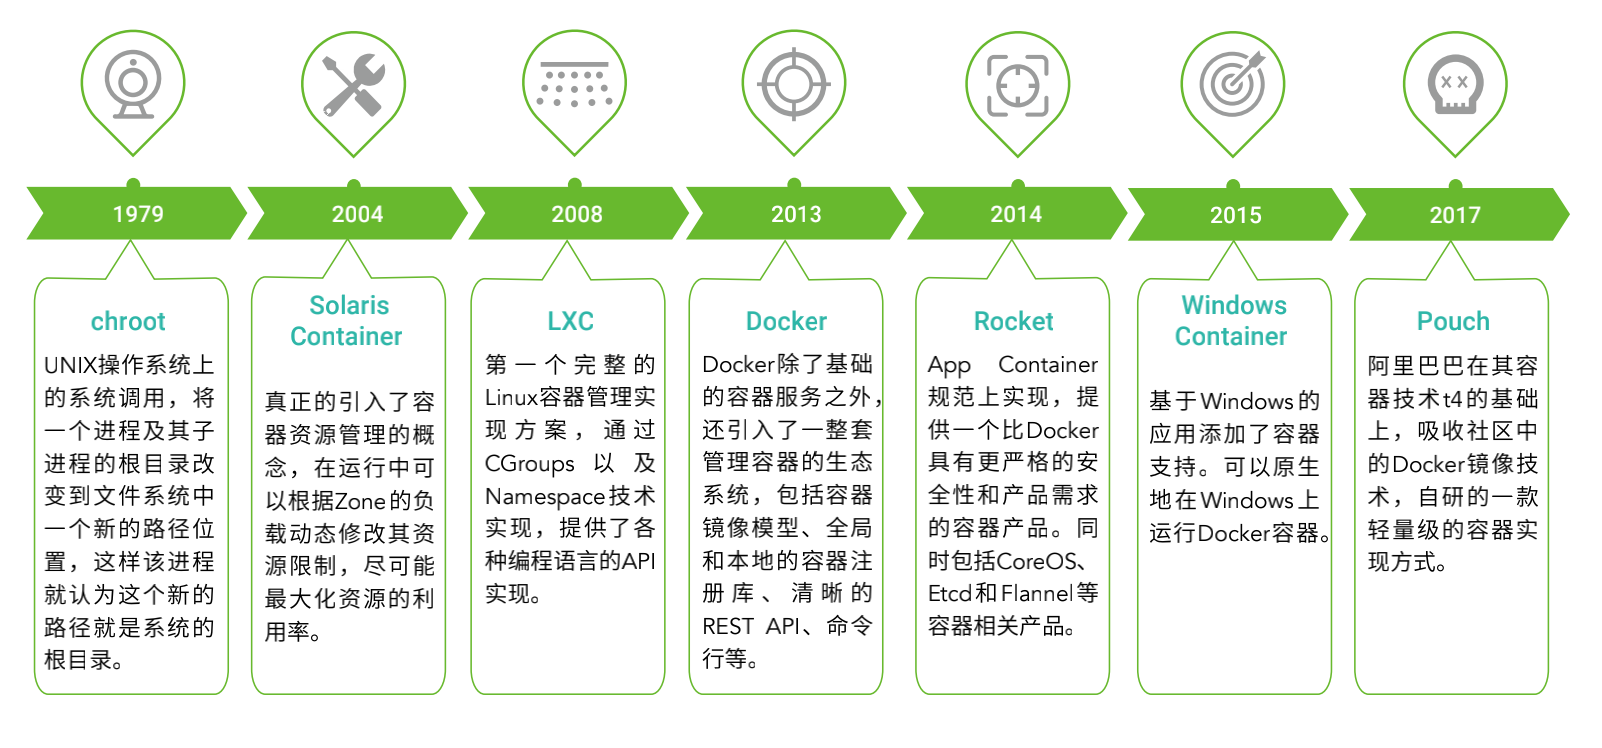 1979
2004
2008
2013
2014
2015
2017
chroot
UNIX操作系统上
的系统调用，将
一个进程及其子
进程的根目录改
变到文件系统中
一个新的路径位
置，这样该进程
就认为这个新的
路径就是系统的
根目录。
Solaris
Container
真正的引入了容
器资源管理的概
念，在运行中可
以根据Zone的负
载动态修改其资
源限制，尽可能
最大化资源的利
用率。
LXC
第一个完整的
Linux容器管理实
现方案，通过
CGroups以及
Namespace技术
实现，提供了各
种编程语言的API
实现。
Docker
Docker除了基础
的容器服务之外，
还引入了一整套
管理容器的生态
系统，包括容器
镜像模型、全局
和本地的容器注
册库、清晰的
REST API、命令
行等。
Rocket
App Container
规范上实现，提
供一个比Docker
具有更严格的安
全性和产品需求
的容器产品。同
时包括CoreOS、
Etcd和Flannel等
容器相关产品。
Windows
Container
基于Windows的
应用添加了容器
支持。可以原生
地在Windows上
运行Docker容器。
Pouch
阿里巴巴在其容
器技术t4的基础
上，吸收社区中
的Docker镜像技
术，自研的一款
轻量级的容器实
现方式。